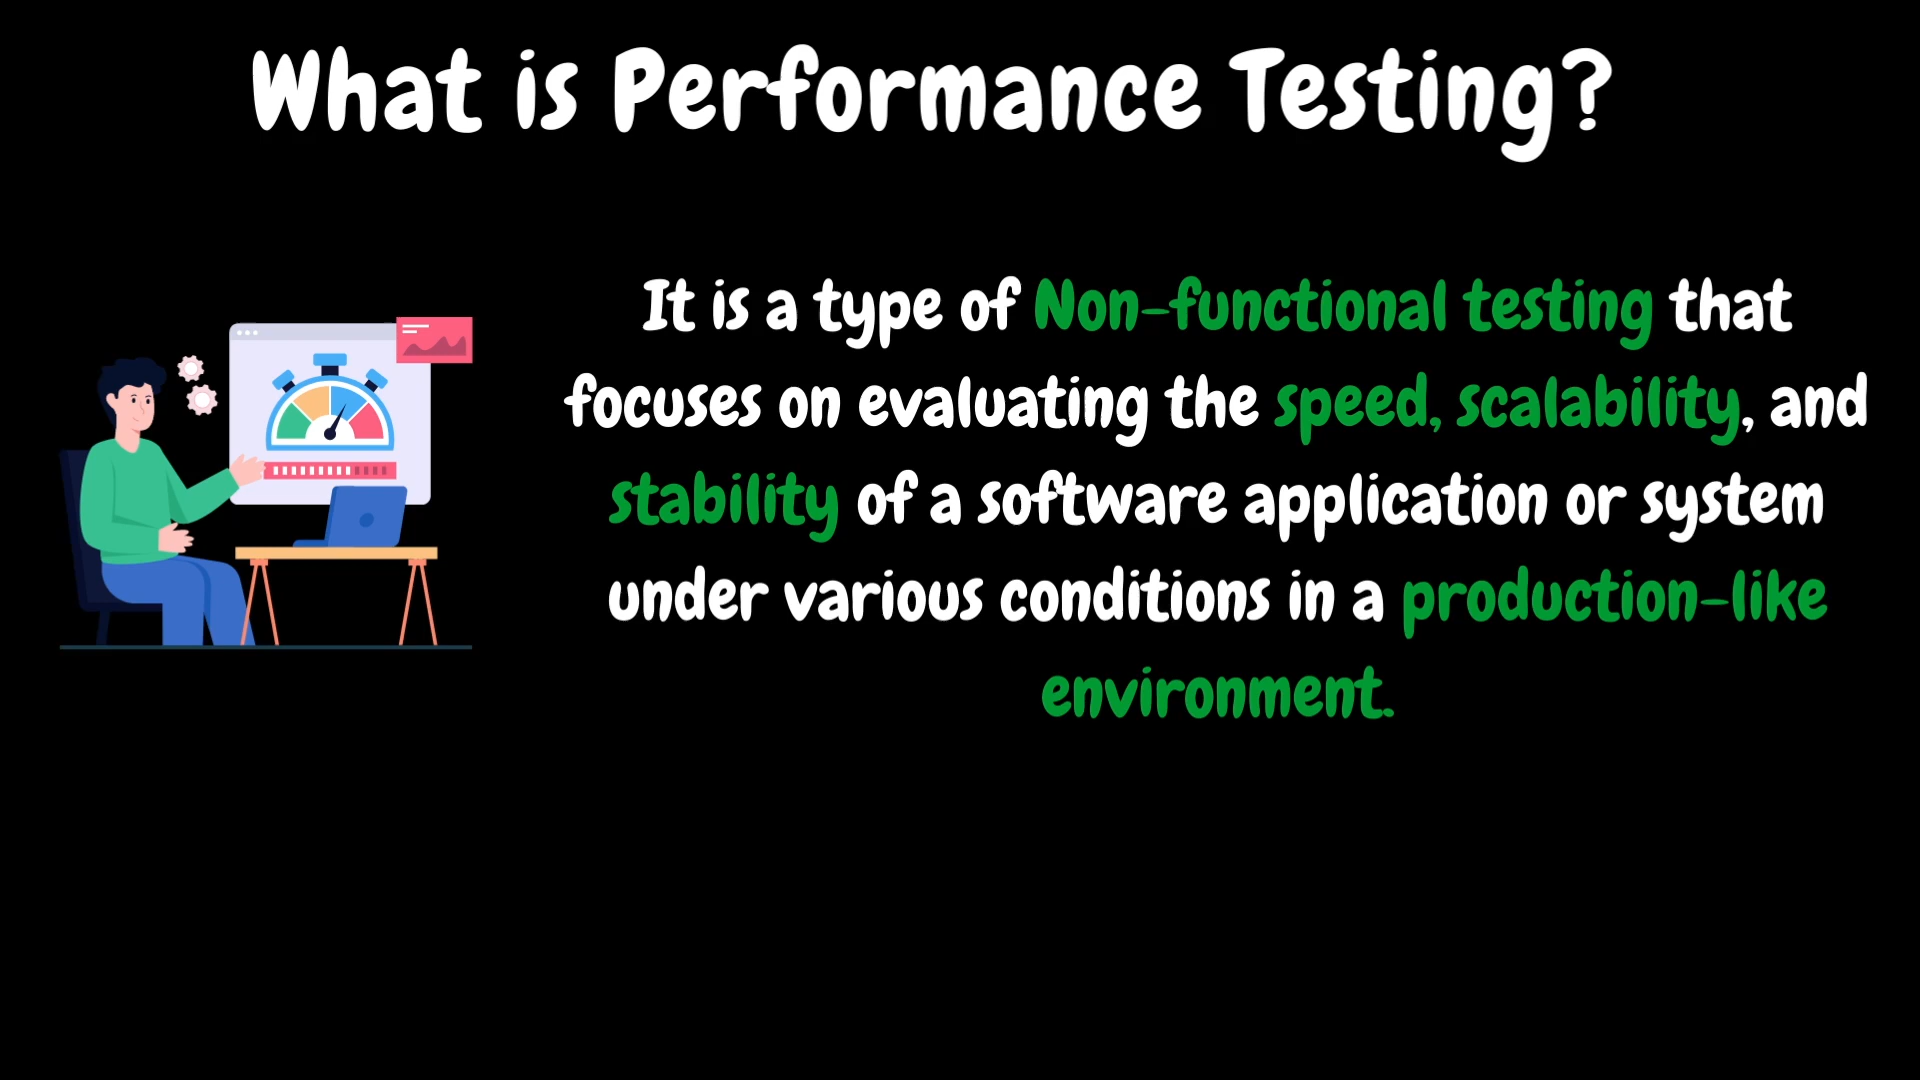 What is Performance Testing?
It is a type of Non-functional testing that
focuses on evaluating the speed, scalability, and
stability of a software application or system
under various conditions in a production-like
environment.